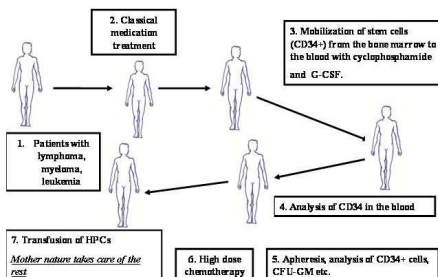 2. Classical
medication
treatment
3. Mobilization of stem cells
(CD34+) from the bone marrow to
the blood with cyclophosphamide
and G-CSF.
1. Patients with
lymphoma,
myeloma,
leukemia
4. Analysis of CD34 in the blood
7. Transfusion of HPCs
Mother nature takes care of the
rest
6. High dose
chemotherapy
5. Apheresis, analysis of CD34+ cells,
CFU-GM etc.